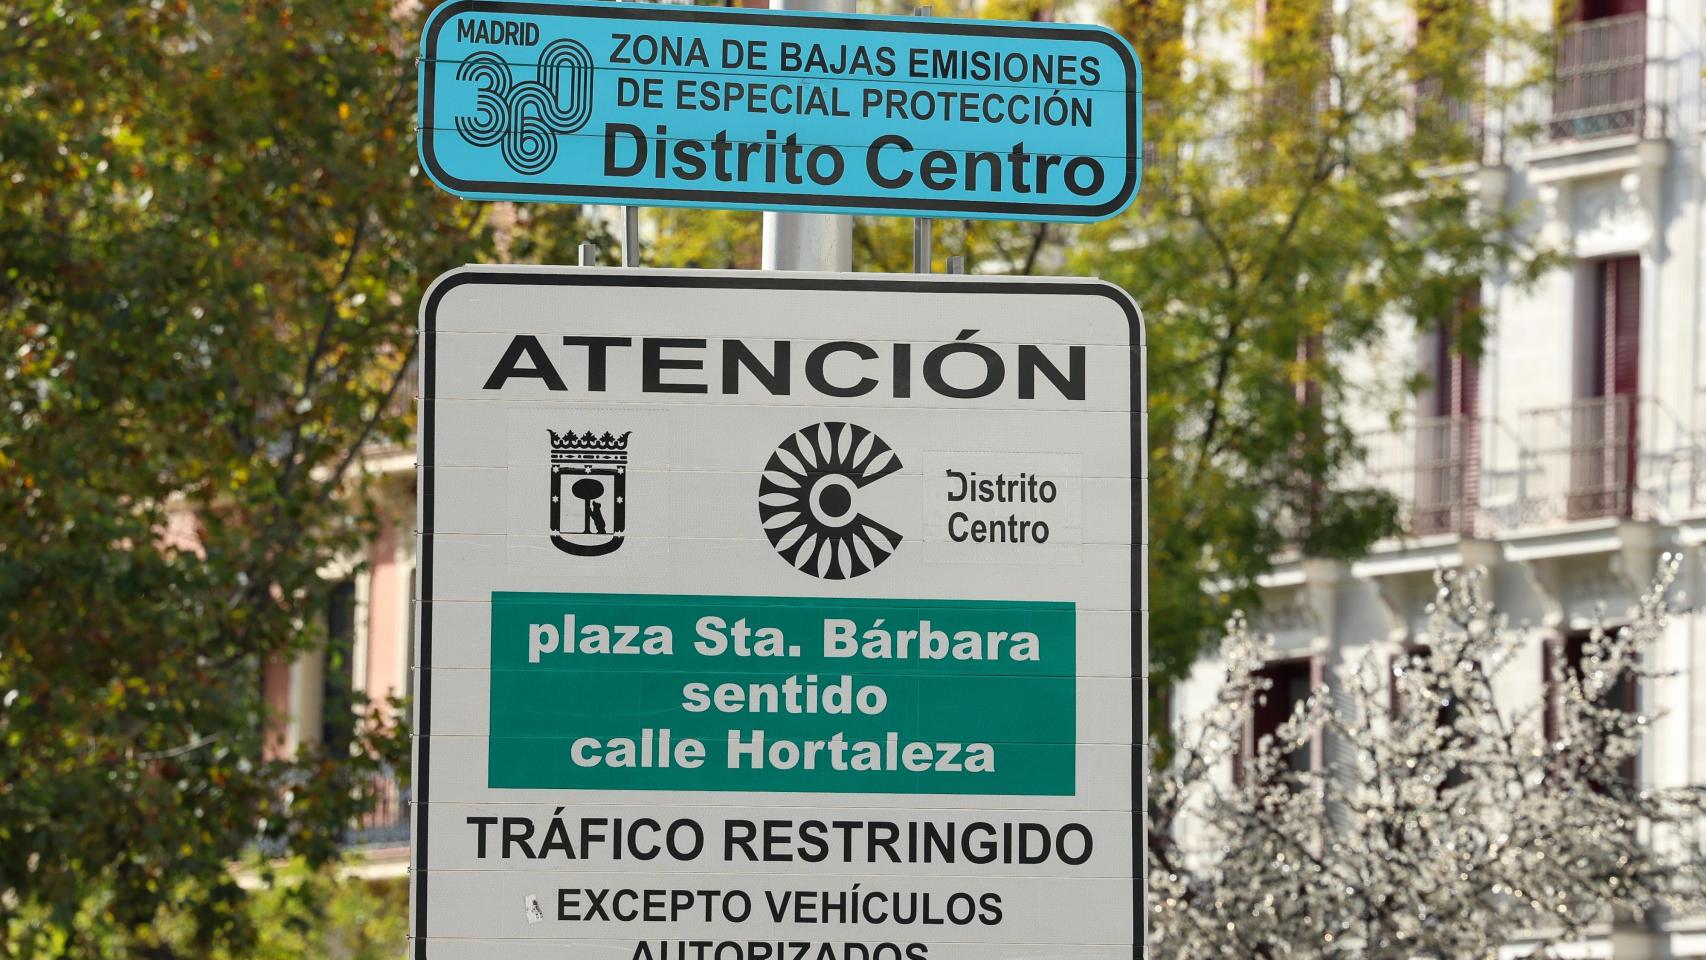 MADRID
360
ZONA DE BAJAS EMISIONES
DE ESPECIAL PROTECCIÓN
Distrito Centro
ATENCIÓN
Distrito
Centro
plaza Sta. Bárbara
sentido
calle Hortaleza
TRÁFICO RESTRINGIDO
EXCEPTO VEHÍCULOS
AUTORIZADOS